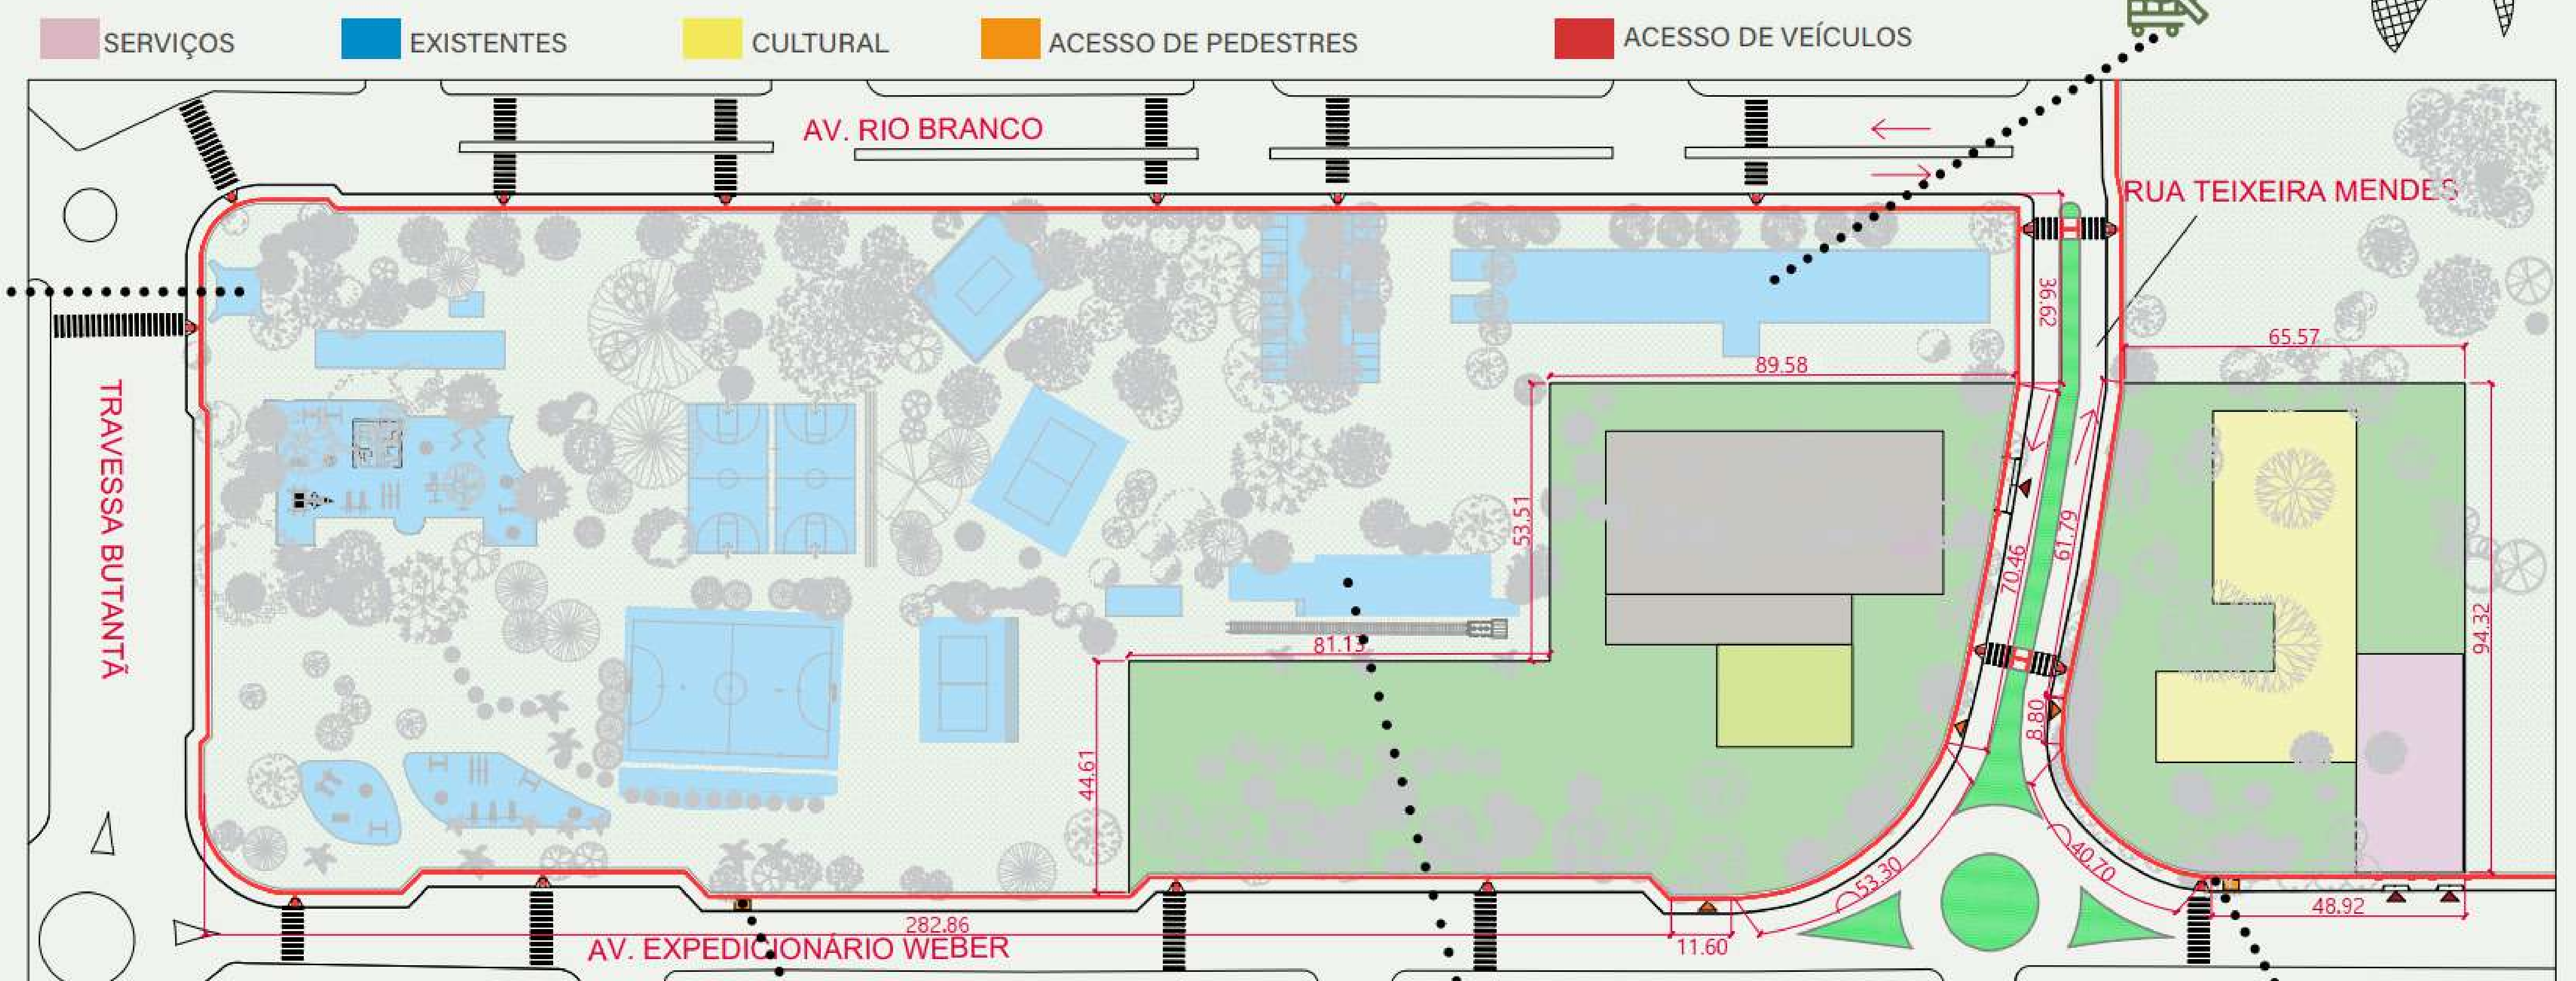 SERVIÇOS
EXISTENTES
CULTURAL
ACESSO DE PEDESTRES
ACESSO DE VEÍCULOS
AV. RIO BRANCO
RUA TEIXEIRA MENDES
36.62
65.57
89.58
TRAVESSA BUTANTÃ
53.51
61.79
70.46
94.32
81.13
8.80
44.61
53.30
40.70
282.86
48.92
AV. EXPEDICIONÁRIO WEBER
11.60